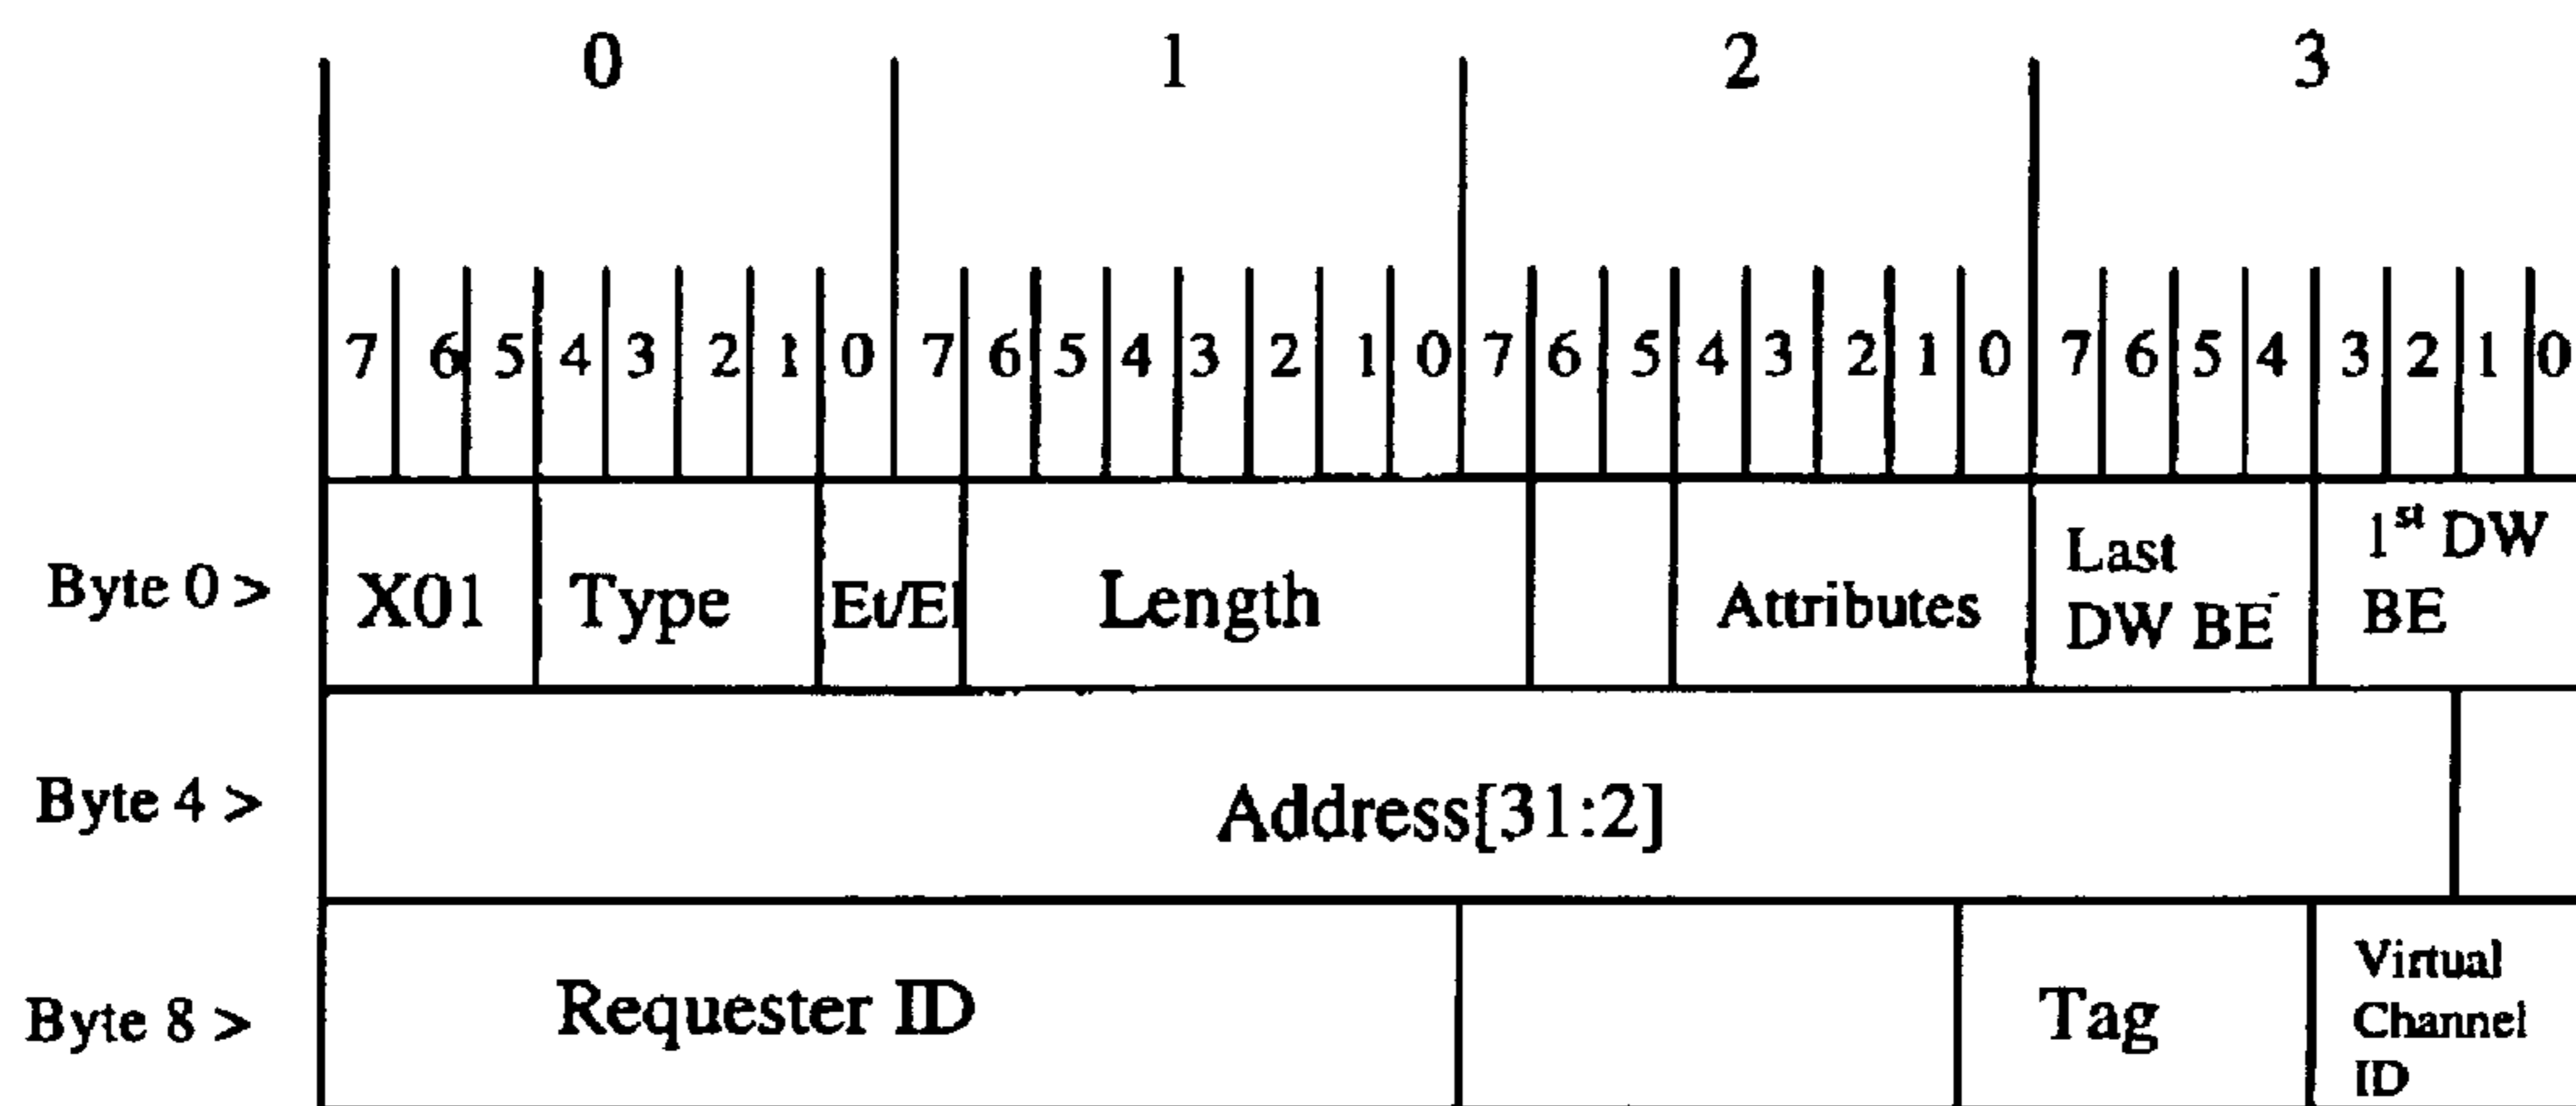 0 1 2 3
7 6 5 4 3 2 1 0 7 6 5 4 3 2 1 0 7 6 5 4 3 2 1 0 7 6 5 4 3 2 1 0
Byte 0 > X01 Type Et/El Length Attributes Last DW BE 1st DW BE
Byte 4 > Address[31:2]
Byte 8 > Requester ID Tag Virtual Channel ID